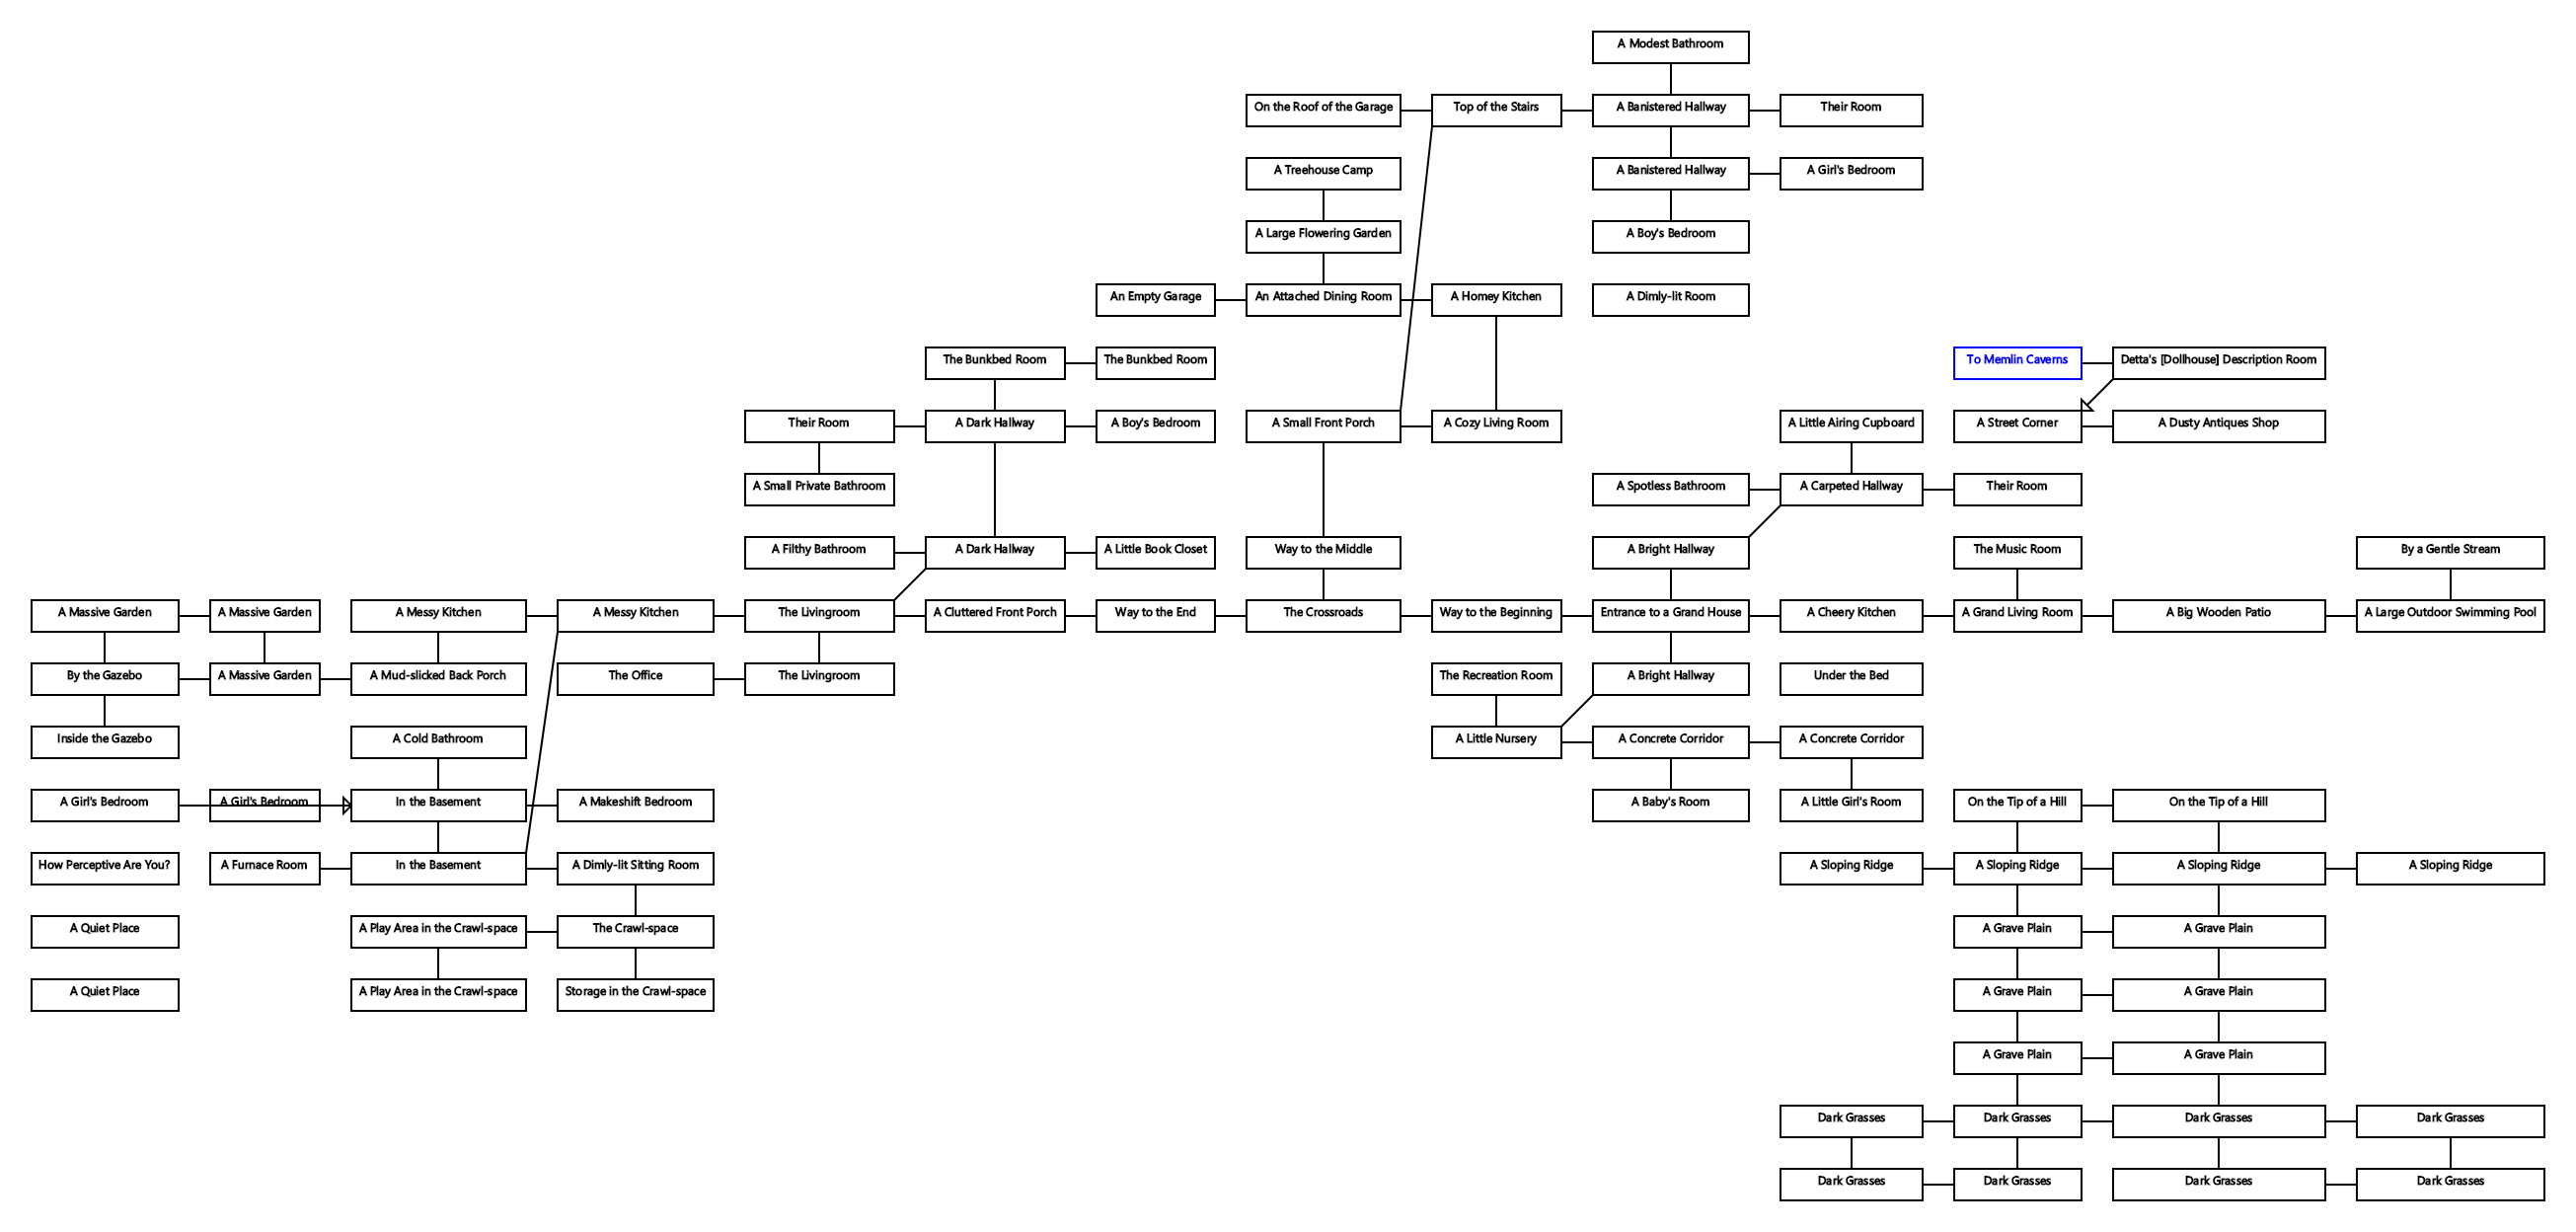 A Modest Bathroom
On the Roof of the Garage
Top of the Stairs
A Banistered Hallway
Their Room
A Treehouse Camp
A Banistered Hallway
A Girl's Bedroom
A Large Flowering Garden
A Boy's Bedroom
An Empty Garage
An Attached Dining Room
A Homey Kitchen
A Dimly-lit Room
The Bunkbed Room
The Bunkbed Room
To Memlin Caverns
Detta's [Dollhouse] Description Room
Their Room
A Dark Hallway
A Boy's Bedroom
A Small Front Porch
A Cozy Living Room
A Little Airing Cupboard
A Street Corner
A Dusty Antiques Shop
A Small Private Bathroom
A Spotless Bathroom
A Carpeted Hallway
Their Room
A Filthy Bathroom
A Dark Hallway
A Little Book Closet
Way to the Middle
A Bright Hallway
The Music Room
By a Gentle Stream
A Massive Garden
A Massive Garden
A Messy Kitchen
A Messy Kitchen
The Livingroom
A Cluttered Front Porch
Way to the End
The Crossroads
Way to the Beginning
Entrance to a Grand House
A Cheery Kitchen
A Grand Living Room
A Big Wooden Patio
A Large Outdoor Swimming Pool
By the Gazebo
A Massive Garden
A Mud-slicked Back Porch
The Office
The Livingroom
The Recreation Room
A Bright Hallway
Under the Bed
Inside the Gazebo
A Cold Bathroom
A Little Nursery
A Concrete Corridor
A Concrete Corridor
A Girl's Bedroom
A Girl's Bedroom
In the Basement
A Makeshift Bedroom
A Baby's Room
A Little Girl's Room
On the Tip of a Hill
On the Tip of a Hill
How Perceptive Are You?
A Furnace Room
In the Basement
A Dimly-lit Sitting Room
A Sloping Ridge
A Sloping Ridge
A Sloping Ridge
A Sloping Ridge
A Quiet Place
A Play Area in the Crawl-space
The Crawl-space
A Grave Plain
A Grave Plain
A Quiet Place
A Play Area in the Crawl-space
Storage in the Crawl-space
A Grave Plain
A Grave Plain
A Grave Plain
A Grave Plain
Dark Grasses
Dark Grasses
Dark Grasses
Dark Grasses
Dark Grasses
Dark Grasses
Dark Grasses
Dark Grasses